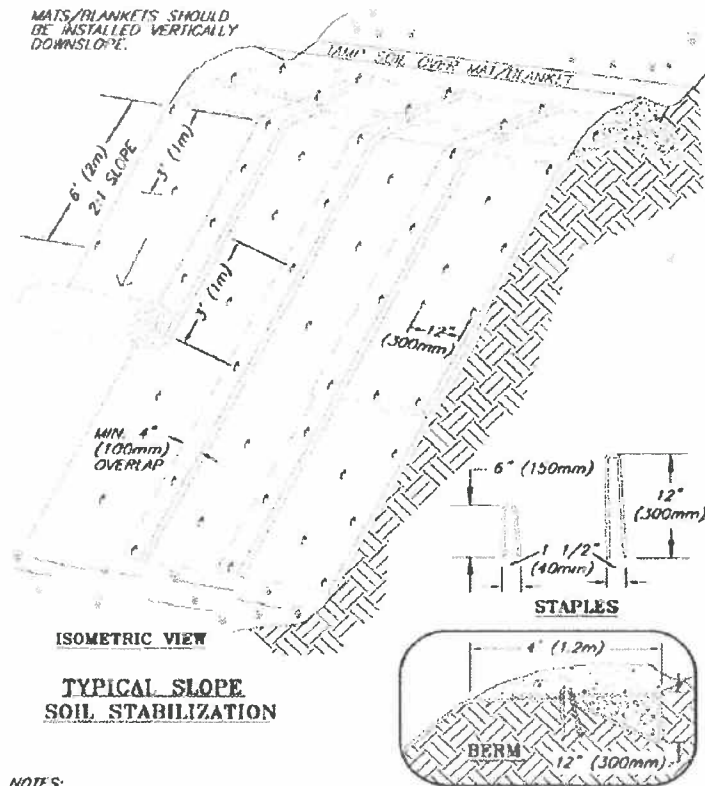 MATS/BLANKETS SHOULD
BE INSTALLED VERTICALLY
DOWNSLOPE.
TAMP SOIL OVER MAT/BLANKET
6' (2m)
2:1 SLOPE
3' (1m)
3' (1m)
12"
(300mm)
MIN. 4"
(100mm)
OVERLAP
6" (150mm)
12"
(300mm)
1 1/2"
(40mm)
STAPLES
ISOMETRIC VIEW
TYPICAL SLOPE
SOIL STABILIZATION
4' (1.2m)
BERM
12" (300mm)
NOTES: